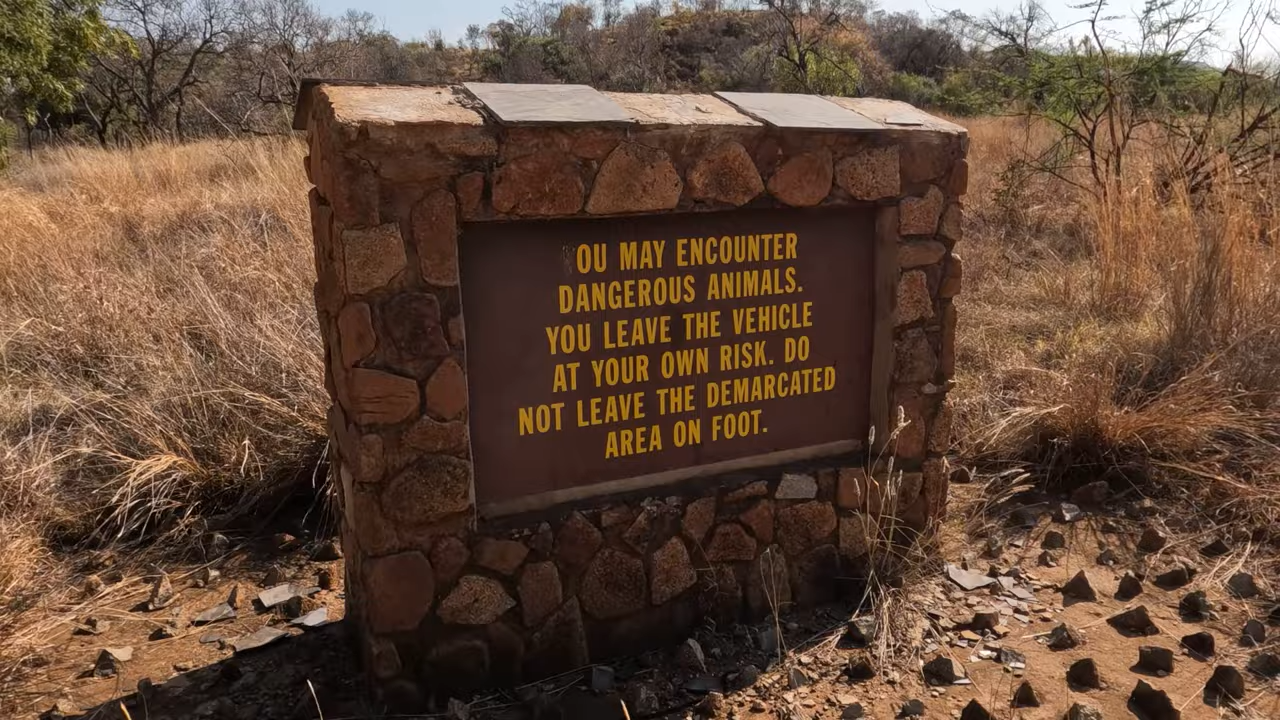 OU MAY ENCOUNTER
DANGEROUS ANIMALS.
YOU LEAVE THE VEHICLE
AT YOUR OWN RISK. DO
NOT LEAVE THE DEMARCATED
AREA ON FOOT.